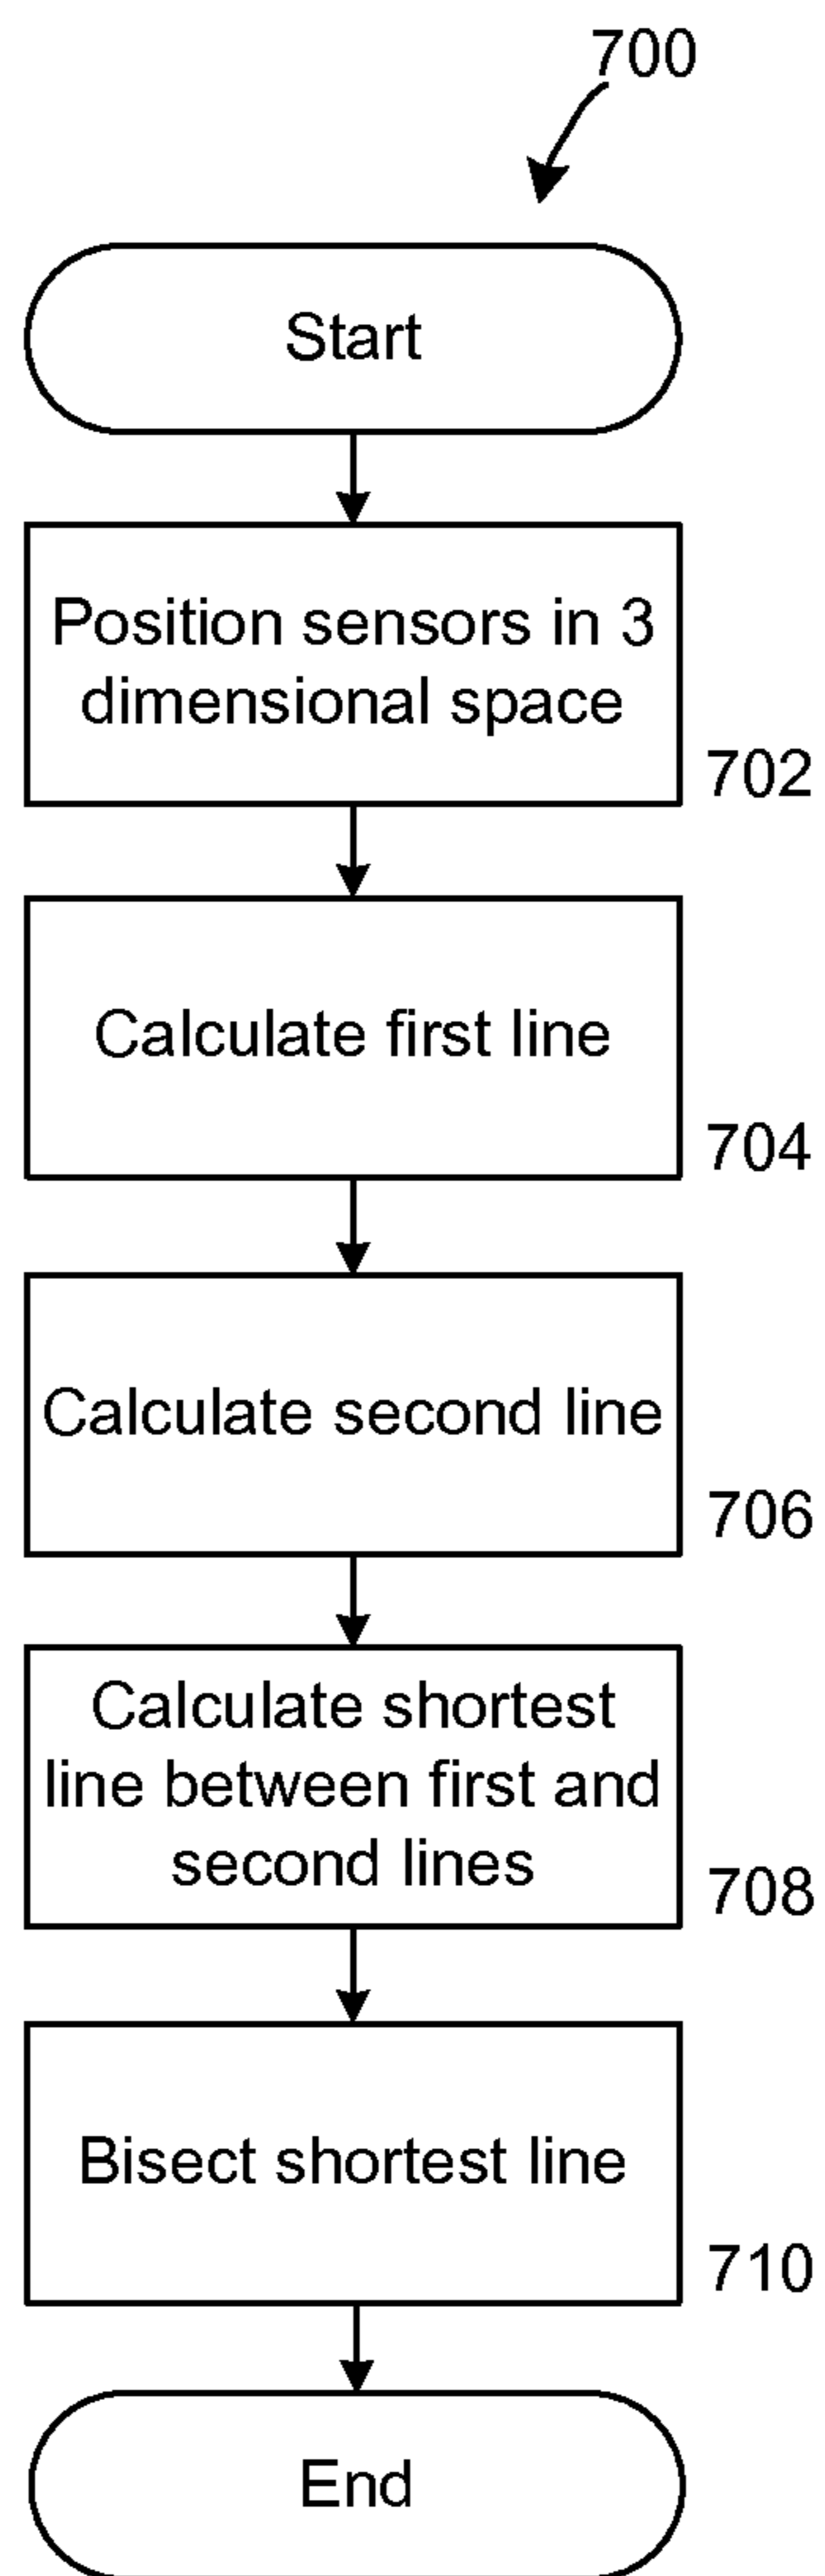 700
Start
Position sensors in 3
dimensional space
702
Calculate first line
704
Calculate second line
706
Calculate shortest
line between first and
second lines
708
Bisect shortest line
710
End